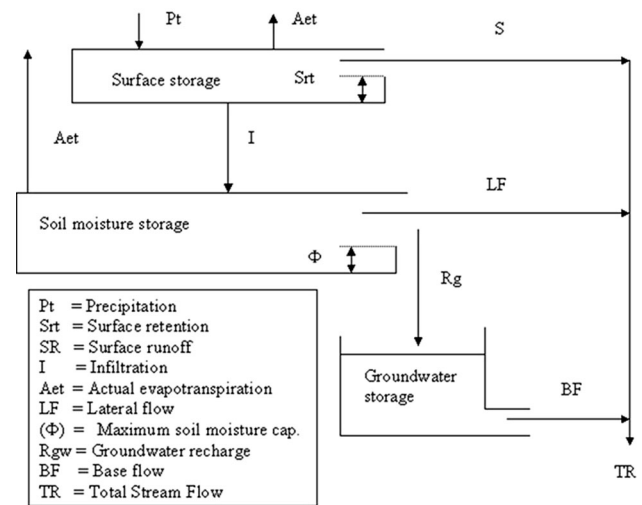 Pt
Aet
S
Surface storage
Srt
Aet
I
LF
Soil moisture storage
Φ
Rg
Pt = Precipitation
Srt = Surface retention
SR = Surface runoff
I = Infiltration
Aet = Actual evapotranspiration
LF = Lateral flow
(Φ) = Maximum soil moisture cap.
Rgw = Groundwater recharge
BF = Base flow
TR = Total Stream Flow
Groundwater
storage
BF
TR